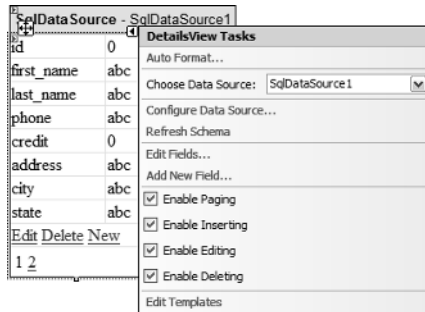 SqlDataSource - SqlDataSource1
id 0
first_name abc
last_name abc
phone abc
credit 0
address abc
city abc
state abc
Edit Delete New
1 2
DetailsView Tasks
Auto Format...
Choose Data Source: SqlDataSource1
Configure Data Source...
Refresh Schema
Edit Fields...
Add New Field...
Enable Paging
Enable Inserting
Enable Editing
Enable Deleting
Edit Templates